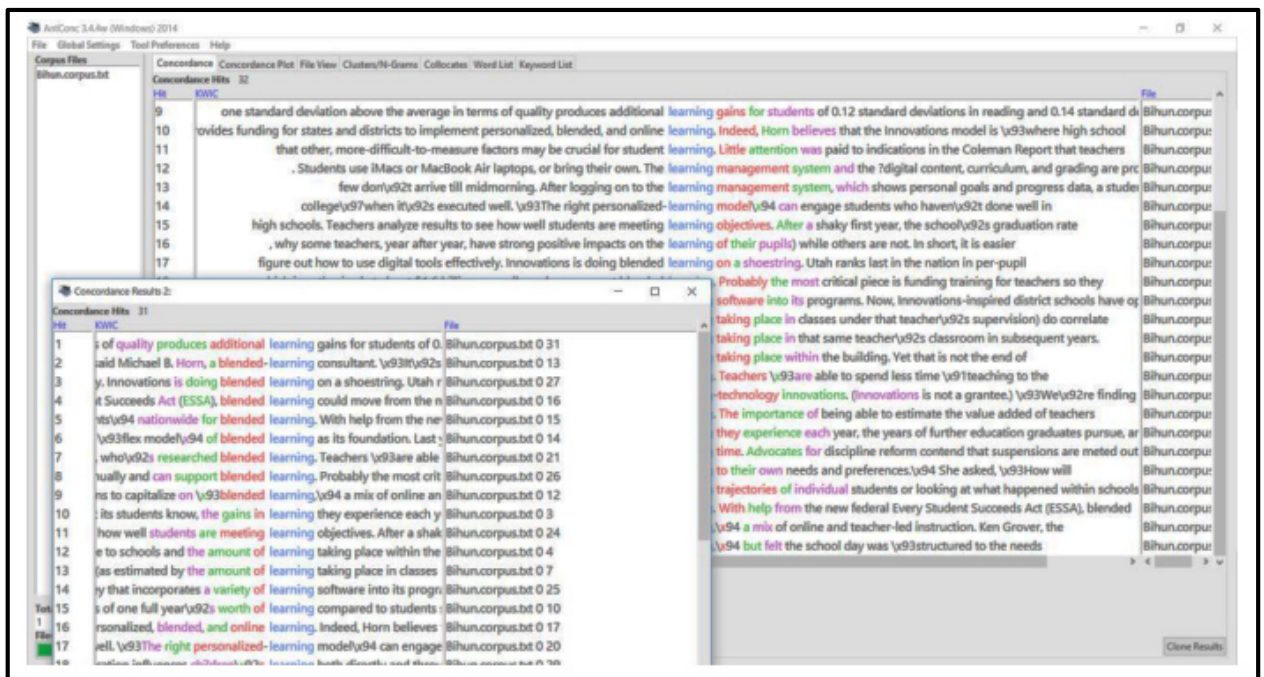 AntConc 3.4.4w (Windows) 2014
File Global Settings Tool Preferences Help
Corpus Files
Bihun.corpus.txt
Concordance Concordance Plot File View Clusters/N-Grams Collocates Word List Keyword List
Concordance Hits 32
Hit KWIC File
9 one standard deviation above the average in terms of quality produces additional learning gains for students of 0.12 standard deviations in reading and 0.14 standard de Bihun.corpu:
10 ovides funding for states and districts to implement personalized, blended, and online learning. Indeed, Horn believes that the Innovations model is \x93where high school Bihun.corpu:
11 that other, more-difficult-to-measure factors may be crucial for student learning. Little attention was paid to indications in the Coleman Report that teachers Bihun.corpu:
12 . Students use iMacs or MacBook Air laptops, or bring their own. The learning management system and the ?digital content, curriculum, and grading are prc Bihun.corpu:
13 few don\x92t arrive till midmorning. After logging on to the learning management system, which shows personal goals and progress data, a studer Bihun.corpu:
14 college\x97when it\x92s executed well. \x93The right personalized-learning model\x94 can engage students who haven\x92t done well in Bihun.corpu:
15 high schools. Teachers analyze results to see how well students are meeting learning objectives. After a shaky first year, the school\x92s graduation rate Bihun.corpu:
16 , why some teachers, year after year, have strong positive impacts on the learning of their pupils) while others are not. In short, it is easier Bihun.corpu:
17 figure out how to use digital tools effectively. Innovations is doing blended learning on a shoestring. Utah ranks last in the nation in per-pupil Bihun.corpu:
. Probably the most critical piece is funding training for teachers so they Bihun.corpu:
software into its programs. Now, Innovations-inspired district schools have op Bihun.corpu:
taking place in classes under that teacher\x92s supervision) do correlate Bihun.corpu:
taking place in that same teacher\x92s classroom in subsequent years. Bihun.corpu:
taking place within the building. Yet that is not the end of Bihun.corpu:
. Teachers \x93are able to spend less time \x91teaching to the Bihun.corpu:
-technology innovations. (Innovations is not a grantee.) \x93We\x92re finding Bihun.corpu:
. The importance of being able to estimate the value added of teachers Bihun.corpu:
they experience each year, the years of further education graduates pursue, ar Bihun.corpu:
time. Advocates for discipline reform contend that suspensions are meted out Bihun.corpu:
to their own needs and preferences.\x94 She asked, \x93How will Bihun.corpu:
trajectories of individual students or looking at what happened within schools Bihun.corpu:
. With help from the new federal Every Student Succeeds Act (ESSA), blended Bihun.corpu:
,\x94 a mix of online and teacher-led instruction. Ken Grover, the Bihun.corpu:
,\x94 but felt the school day was \x93structured to the needs Bihun.corpu:
Clone Results
Concordance Results 2:
Concordance Hits 31
Hit KWIC File
1 s of quality produces additional learning gains for students of 0. Bihun.corpus.txt 0 31
2 said Michael B. Horn, a blended-learning consultant. \x93It\x92s Bihun.corpus.txt 0 13
3 y. Innovations is doing blended learning on a shoestring. Utah r Bihun.corpus.txt 0 27
4 t Succeeds Act (ESSA), blended learning could move from the n Bihun.corpus.txt 0 16
5 nts\x94 nationwide for blended learning. With help from the ne Bihun.corpus.txt 0 15
6 \x93flex model\x94 of blended learning as its foundation. Last y Bihun.corpus.txt 0 14
7 , who\x92s researched blended learning. Teachers \x93are able Bihun.corpus.txt 0 21
8 nually and can support blended learning. Probably the most crit Bihun.corpus.txt 0 26
9 ns to capitalize on \x93blended learning,\x94 a mix of online an Bihun.corpus.txt 0 12
10 : its students know, the gains in learning they experience each y Bihun.corpus.txt 0 3
11 how well students are meeting learning objectives. After a shak Bihun.corpus.txt 0 24
12 e to schools and the amount of learning taking place within the Bihun.corpus.txt 0 4
13 (as estimated by the amount of learning taking place in classes Bihun.corpus.txt 0 7
14 ey that incorporates a variety of learning software into its progra Bihun.corpus.txt 0 25
15 s of one full year\x92s worth of learning compared to students : Bihun.corpus.txt 0 10
16 rsonalized, blended, and online learning. Indeed, Horn believes Bihun.corpus.txt 0 17
17 vell. \x93The right personalized-learning model\x94 can engage Bihun.corpus.txt 0 20